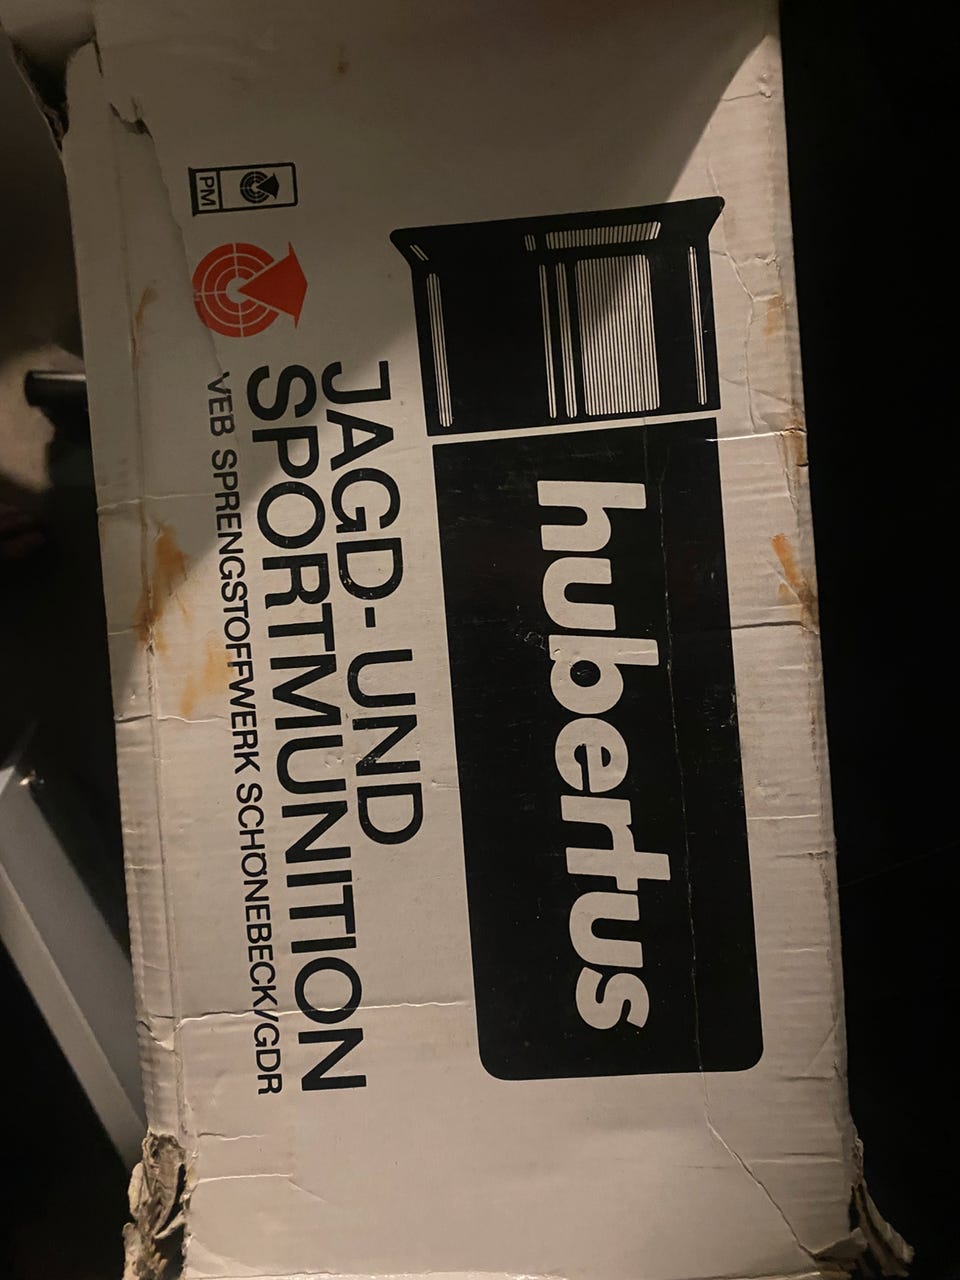 hubertus
JAGD- UND
SPORTMUNITION
VEB SPRENGSTOFFWERK SCHÖNEBECK/GDR
PM